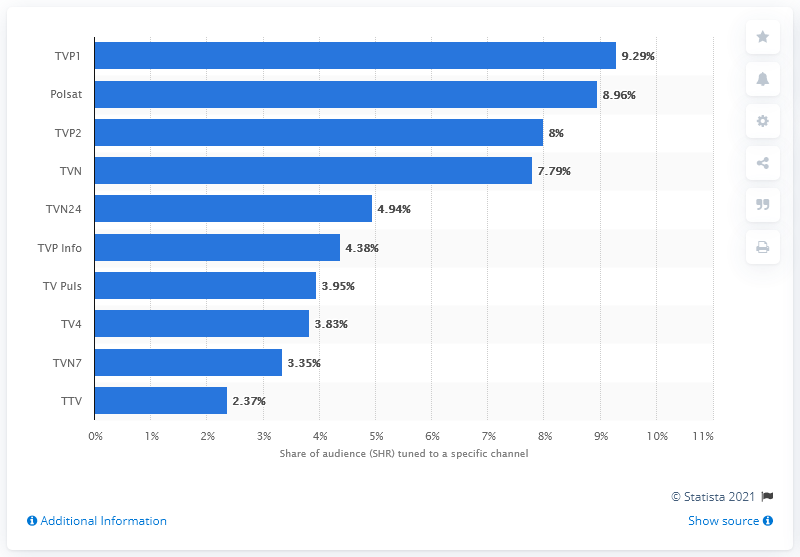 TVP1 9.29%
Polsat 8.96%
TVP2 8%
TVN 7.79%
TVN24 4.94%
TVP Info 4.38%
TV Puls 3.95%
TV4 3.83%
TVN7 3.35%
TTV 2.37%
0% 1% 2% 3% 4% 5% 6% 7% 8% 9% 10% 11%
Share of audience (SHR) tuned to a specific channel
© Statista 2021
Additional Information Show source